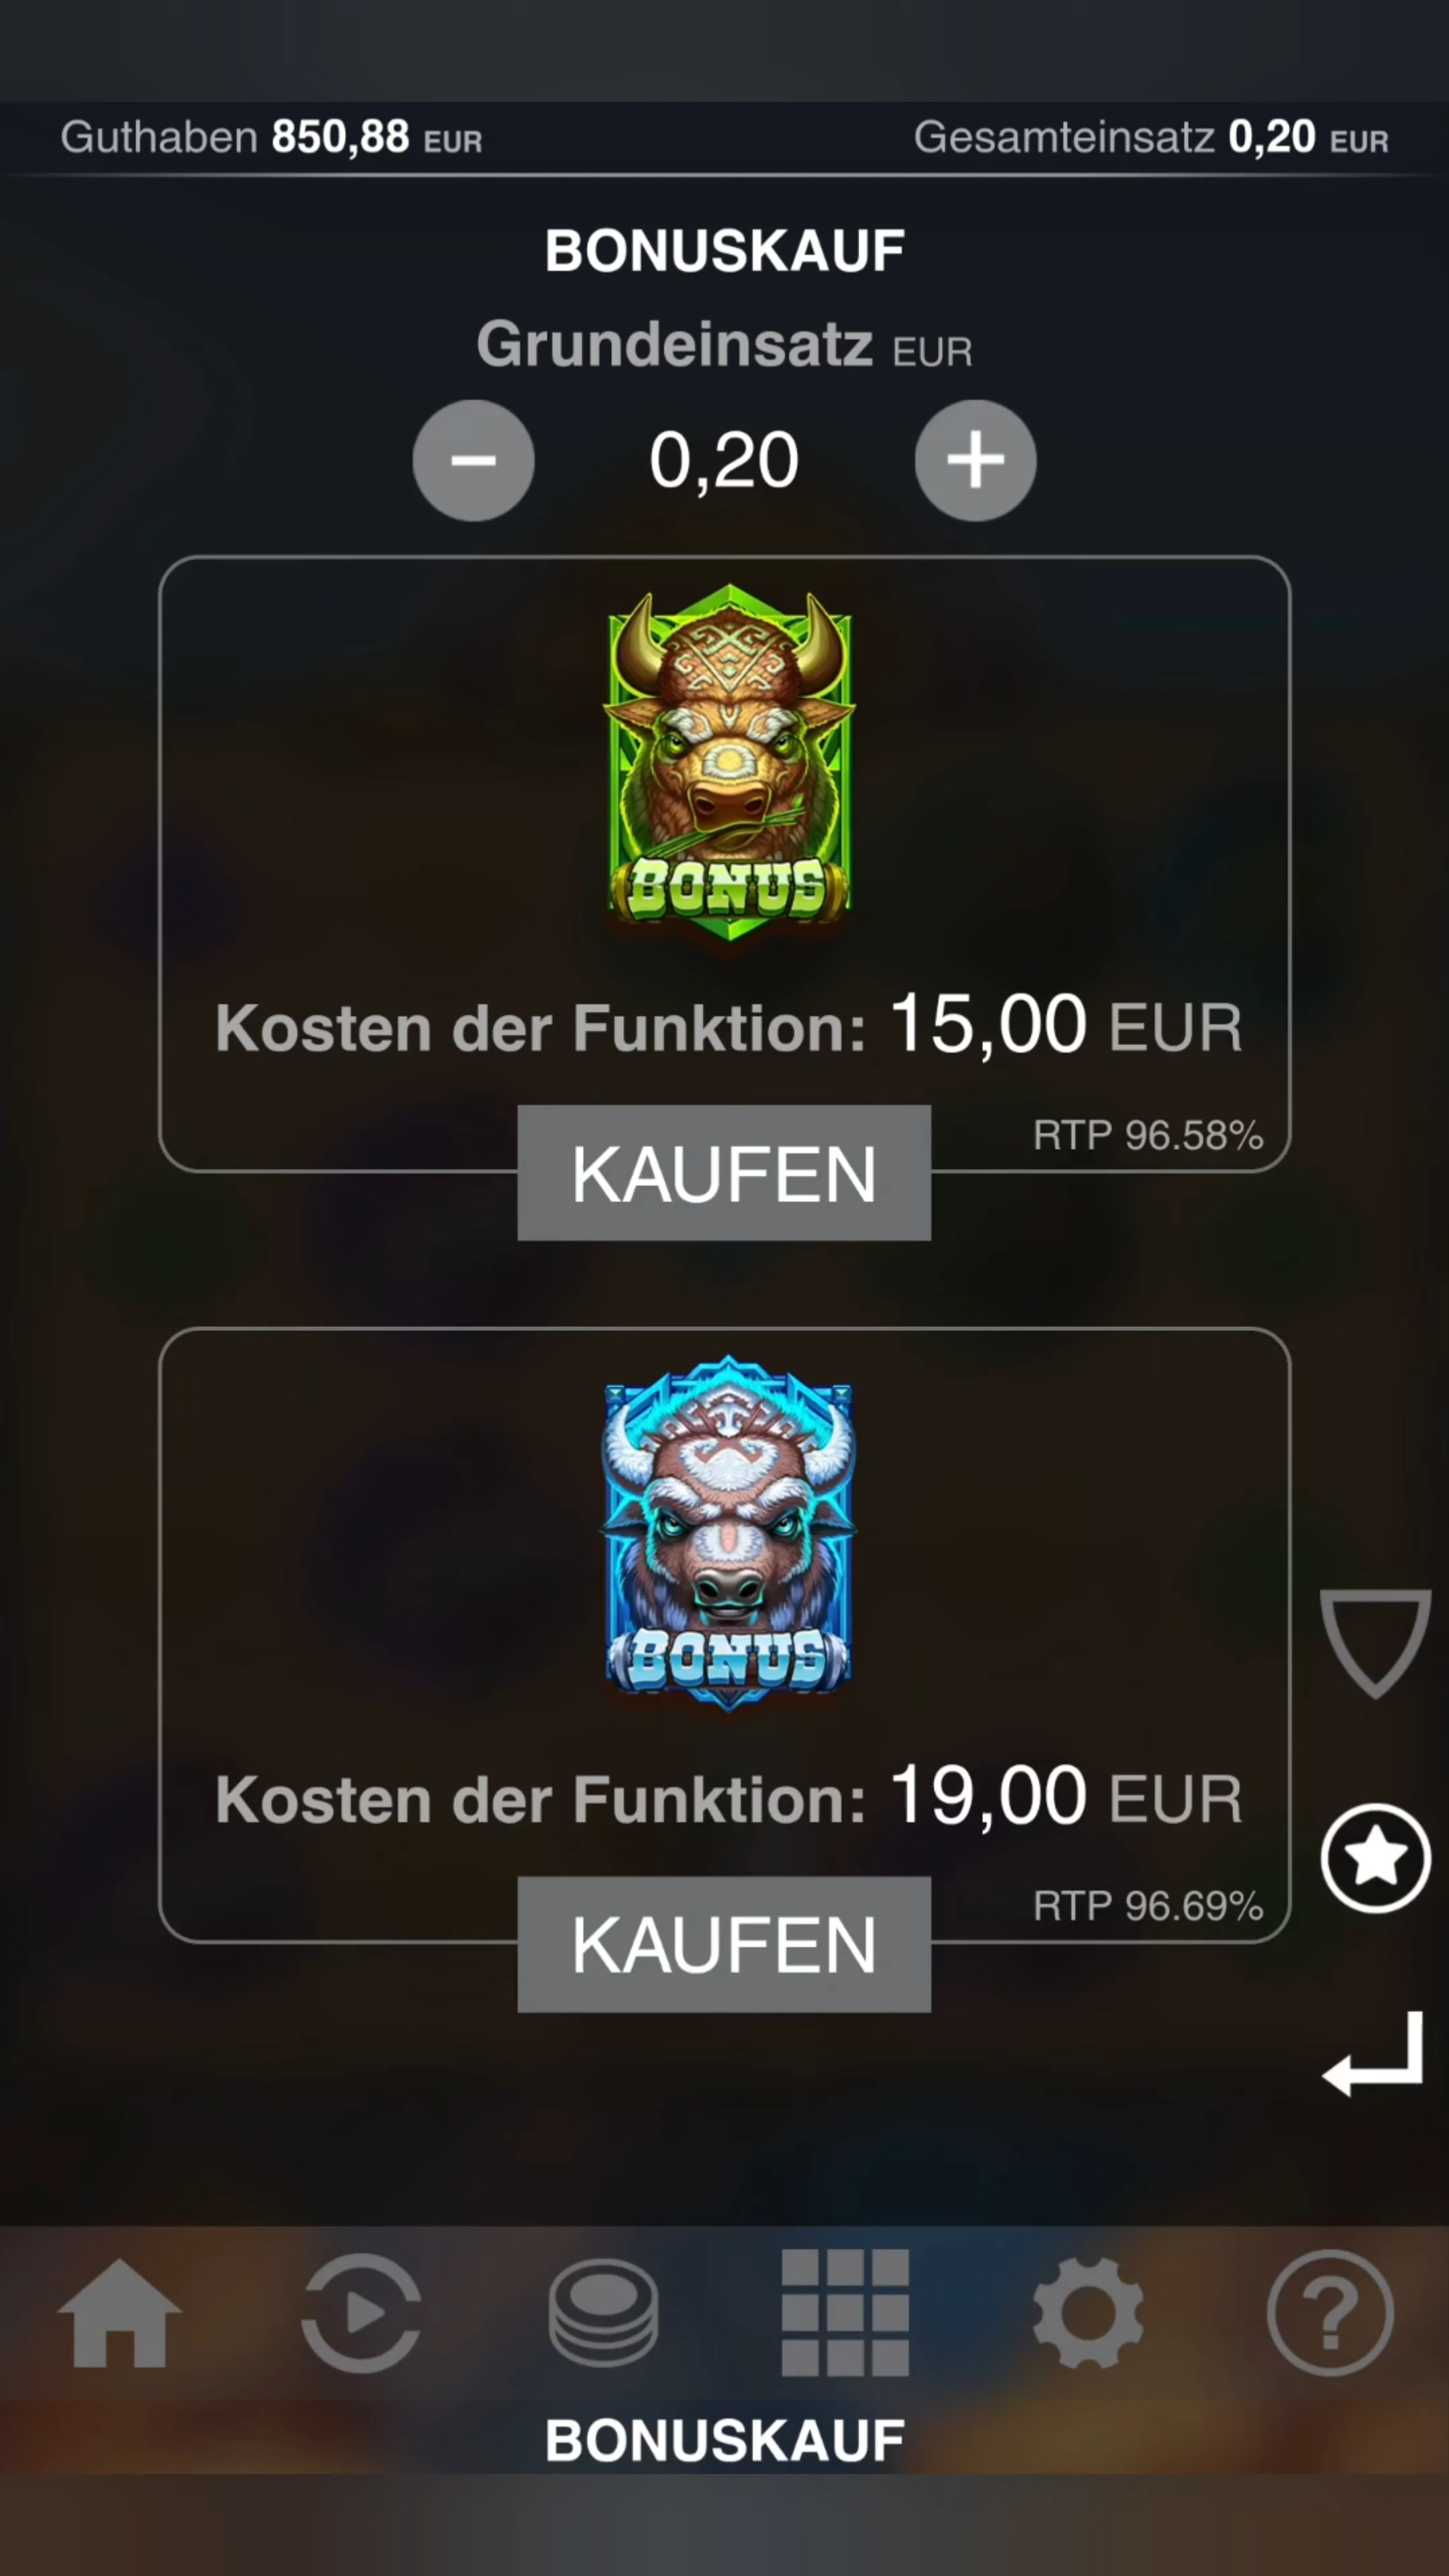 Guthaben 850,88 EUR Gesamteinsatz 0,20 EUR
BONUSKAUF
Grundeinsatz EUR
0,20
BONUS
Kosten der Funktion: 15,00 EUR
RTP 96.58%
KAUFEN
BONUS
Kosten der Funktion: 19,00 EUR
RTP 96.69%
KAUFEN
BONUSKAUF